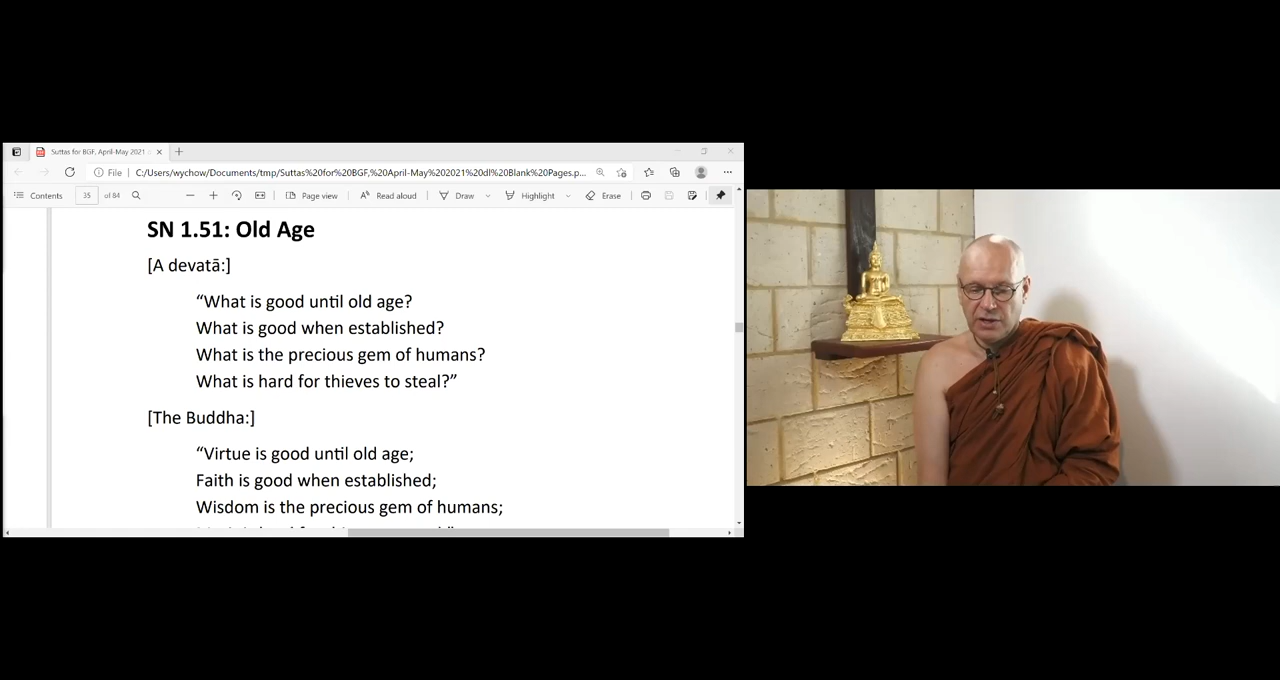 Suttas for BGF, April-May 2021
File
C:/Users/wychow/Documents/tmp/Suttas%20for%20BGF,%20April-May%202021%20dl%20Blank%20Pages.p...
Contents
35
of 84
Page view
Read aloud
Draw
Highlight
Erase
SN 1.51: Old Age
[A devatā:]
“What is good until old age?
What is good when established?
What is the precious gem of humans?
What is hard for thieves to steal?”
[The Buddha:]
“Virtue is good until old age;
Faith is good when established;
Wisdom is the precious gem of humans;